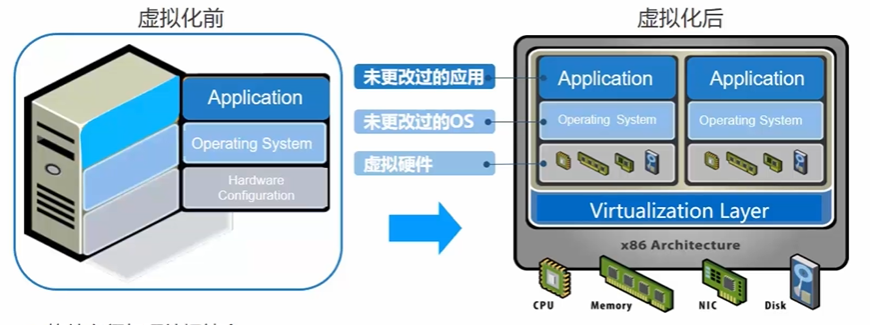 虚拟化前
虚拟化后
Application
Operating System
Hardware
Configuration
未更改过的应用
未更改过的OS
虚拟硬件
Application
Application
Operating System
Operating System
Virtualization Layer
x86 Architecture
CPU
Memory
NIC
Disk